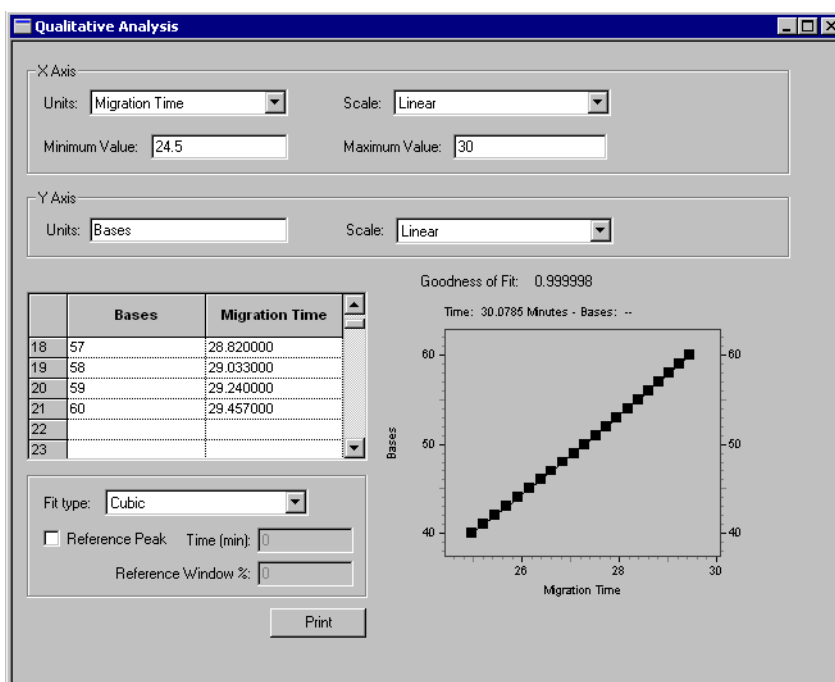 Qualitative Analysis
X Axis
Units: Migration Time Scale: Linear
Minimum Value: 24.5 Maximum Value: 30
Y Axis
Units: Bases Scale: Linear
Goodness of Fit: 0.999998
Time: 30.0785 Minutes - Bases: --
Bases Migration Time
18 57 28.820000
19 58 29.033000
20 59 29.240000
21 60 29.457000
22
23
Fit type: Cubic
Reference Peak Time (min): 0
Reference Window %: 0
Print
60 60
50 50
40 40
Bases
26 28 30
Migration Time